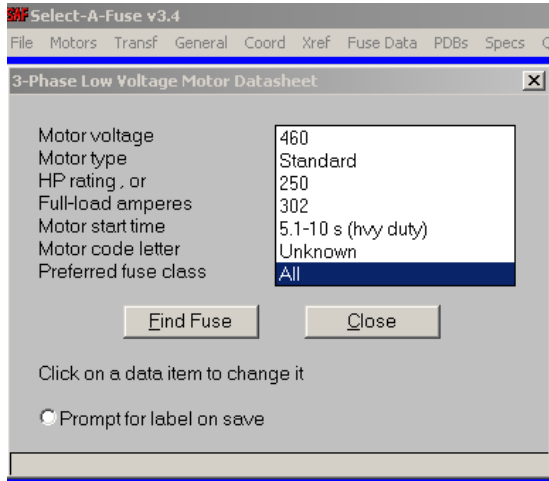 SAF Select-A-Fuse v3.4
File Motors Transf General Coord Xref Fuse Data PDBs Specs
3-Phase Low Voltage Motor Datasheet
Motor voltage 460
Motor type Standard
HP rating , or 250
Full-load amperes 302
Motor start time 5.1-10 s (hvy duty)
Motor code letter Unknown
Preferred fuse class All
Find Fuse Close
Click on a data item to change it
Prompt for label on save